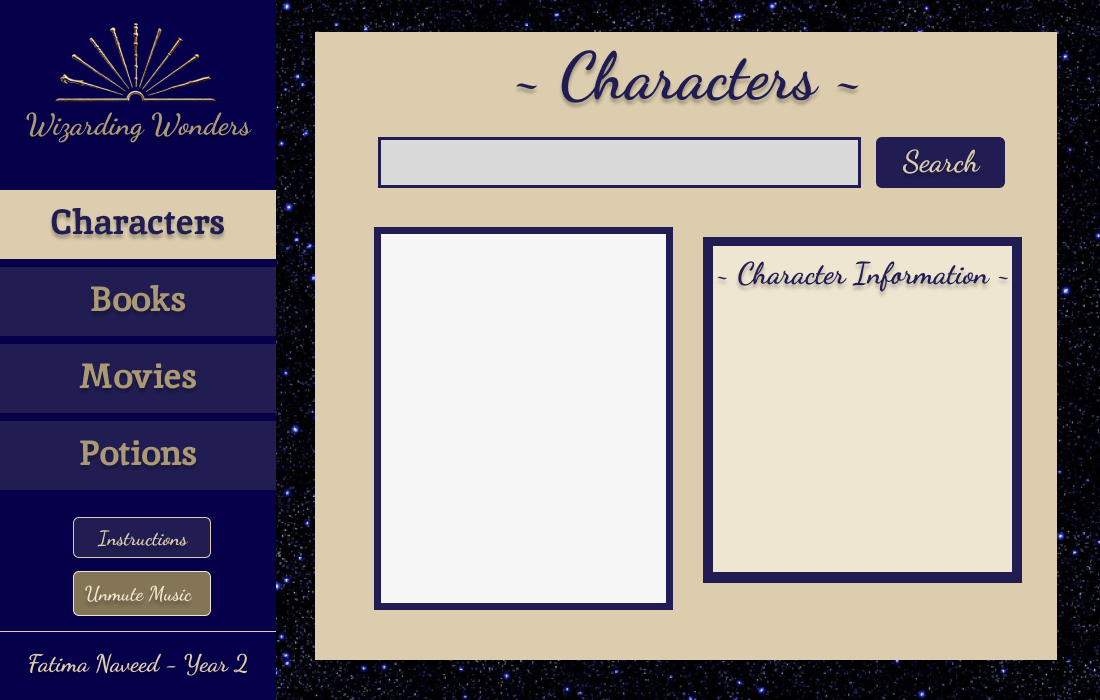 Wizarding Wonders
Characters
Books
Movies
Potions
Instructions
Unmute Music
Fatima Naveed - Year 2
~ Characters ~
Search
~ Character Information ~